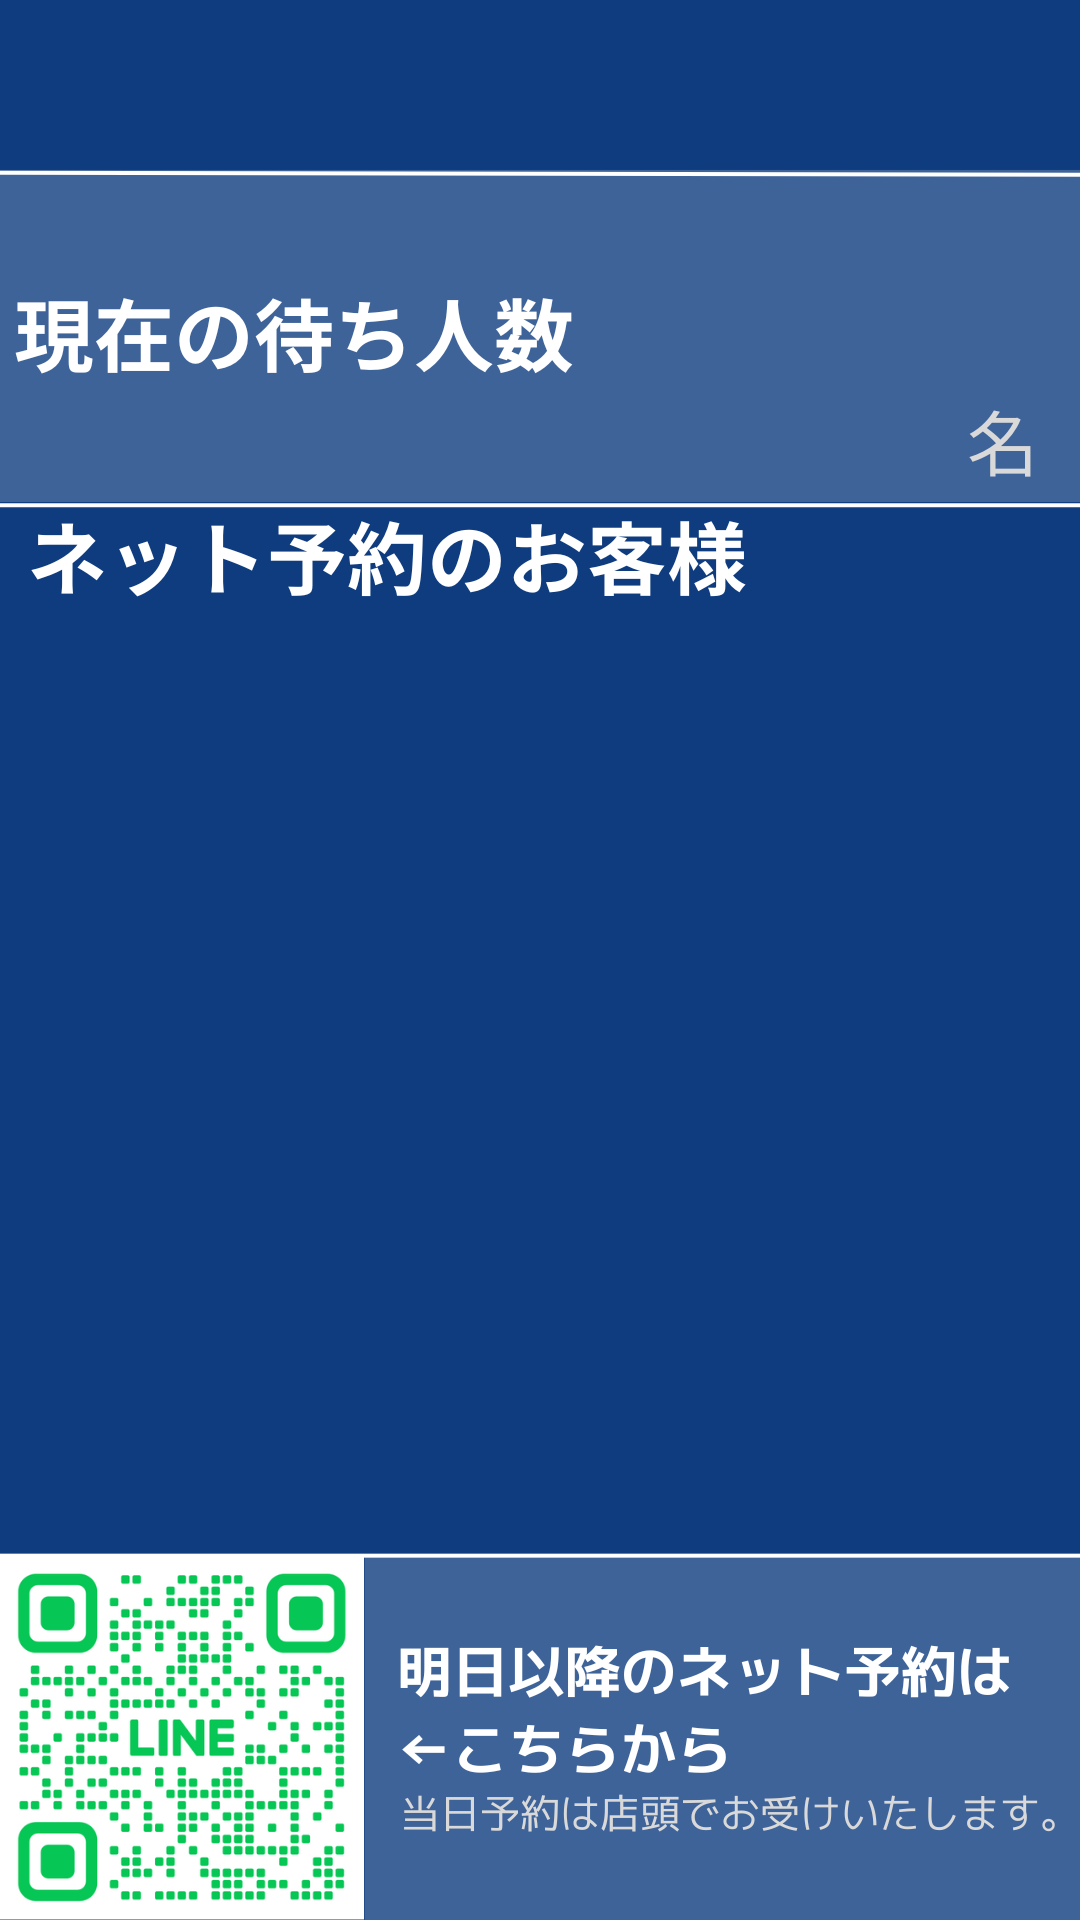 現在の待ち人数
名
ネット予約のお客様
LINE
明日以降のネット予約は
←こちらから
当日予約は店頭でお受けいたします。